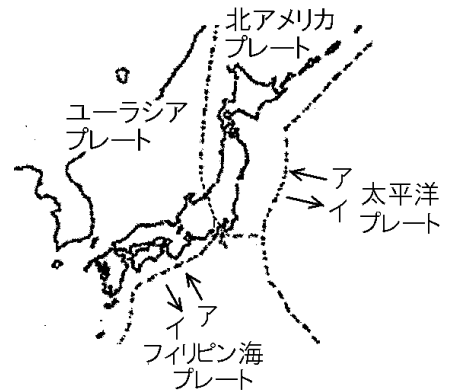 北アメリカ
プレート
ユーラシア
プレート
ア
イ
太平洋
プレート
ア
イ
フィリピン海
プレート